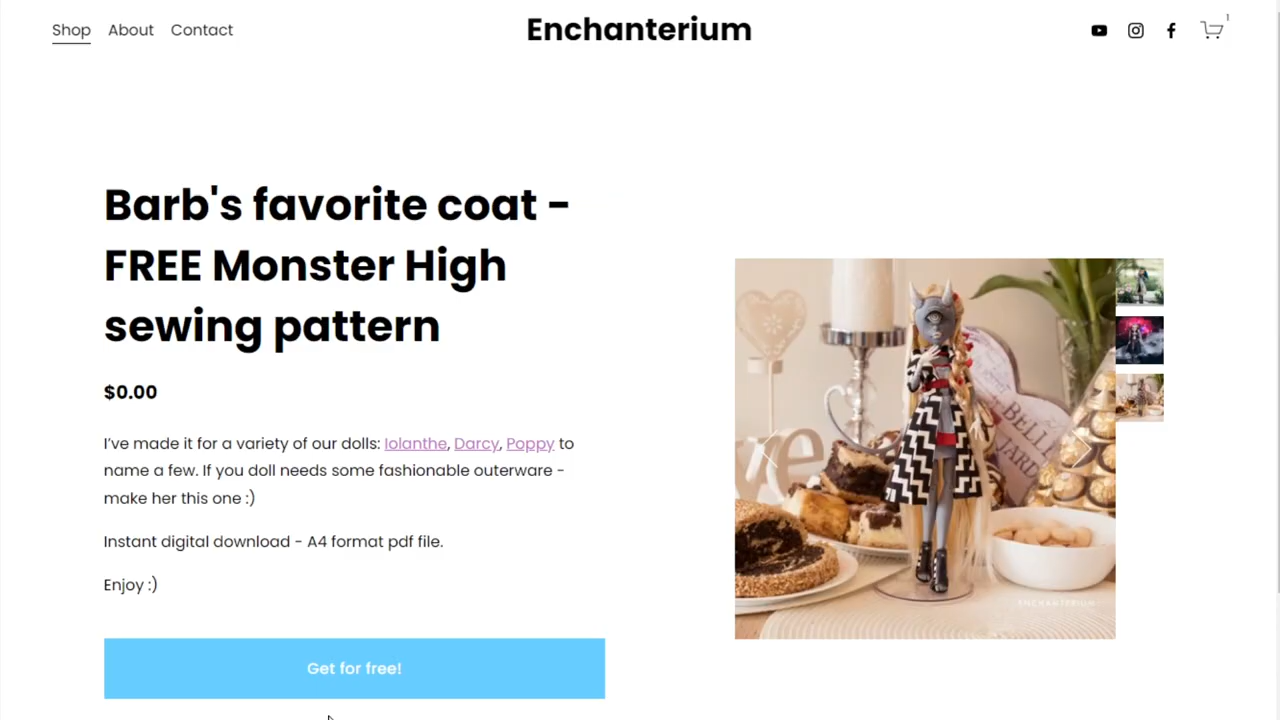 Shop About Contact
Enchanterium
1
Barb's favorite coat -
FREE Monster High
sewing pattern
$0.00
I've made it for a variety of our dolls: Iolanthe, Darcy, Poppy to
name a few. If you doll needs some fashionable outerware -
make her this one :)
Instant digital download - A4 format pdf file.
Enjoy :)
Get for free!
ENCHANTERIUM